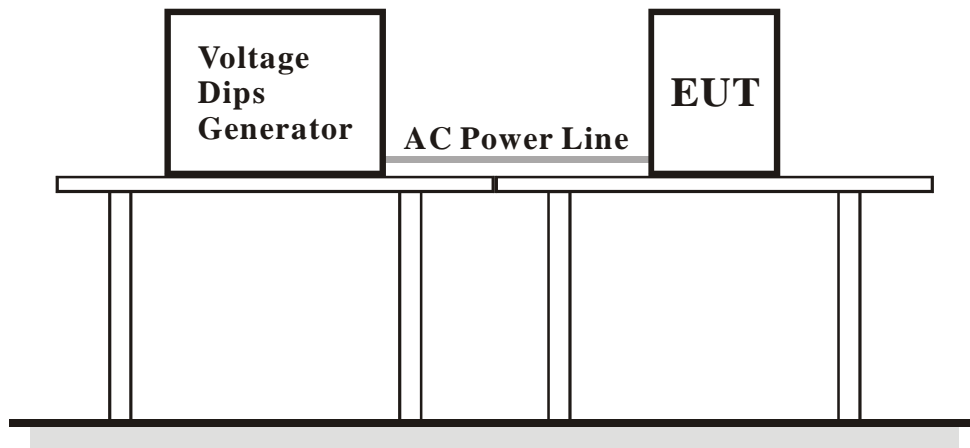 Voltage
Dips
Generator
AC Power Line
EUT